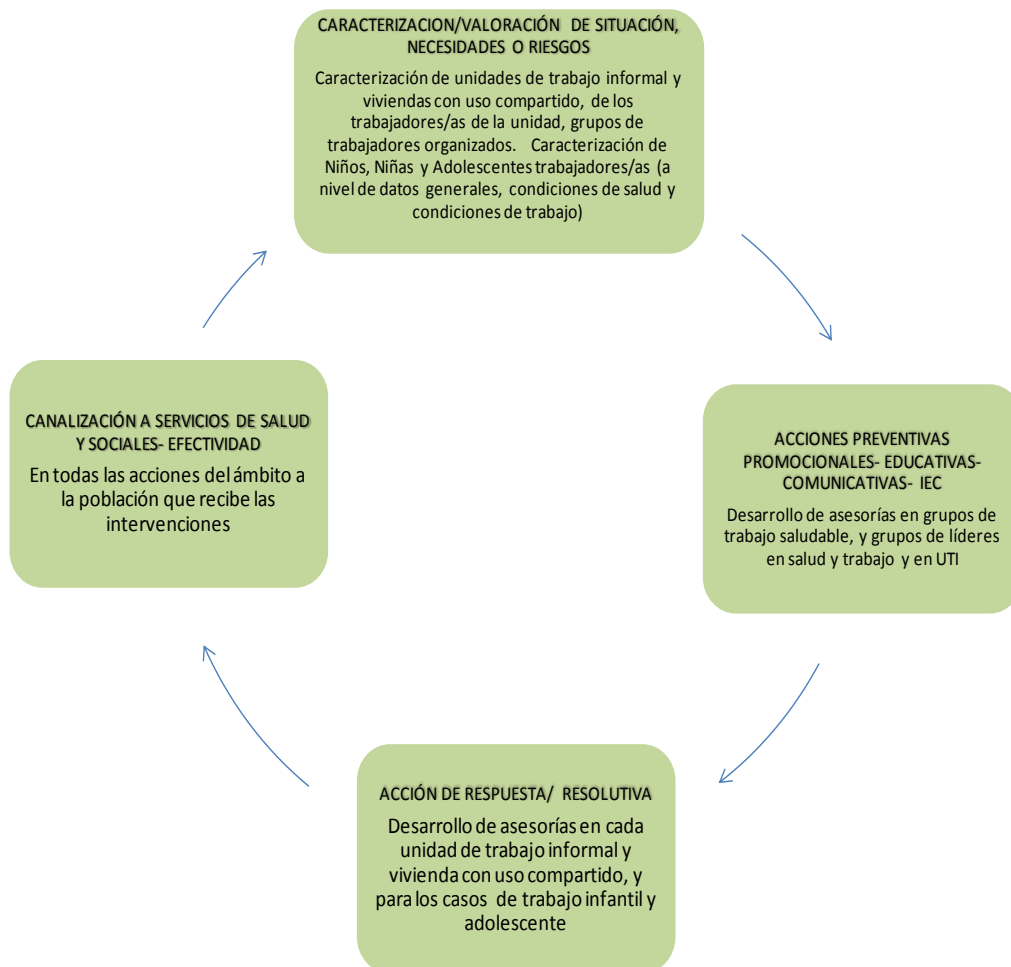 CARACTERIZACION/VALORACIÓN DE SITUACIÓN,
NECESIDADES O RIESGOS
Caracterización de unidades de trabajo informal y
viviendas con uso compartido, de los
trabajadores/as de la unidad, grupos de
trabajadores organizados. Caracterización de
Niños, Niñas y Adolescentes trabajadores/as (a
nivel de datos generales, condiciones de salud y
condiciones de trabajo)
CANALIZACIÓN A SERVICIOS DE SALUD
Y SOCIALES- EFECTIVIDAD
En todas las acciones del ámbito a
la población que recibe las
intervenciones
ACCIONES PREVENTIVAS
PROMOCIONALES- EDUCATIVAS-
COMUNICATIVAS- IEC
Desarrollo de asesorías en grupos de
trabajo saludable, y grupos de líderes
en salud y trabajo y en UTI
ACCIÓN DE RESPUESTA/ RESOLUTIVA
Desarrollo de asesorías en cada
unidad de trabajo informal y
vivienda con uso compartido, y
para los casos de trabajo infantil y
adolescente